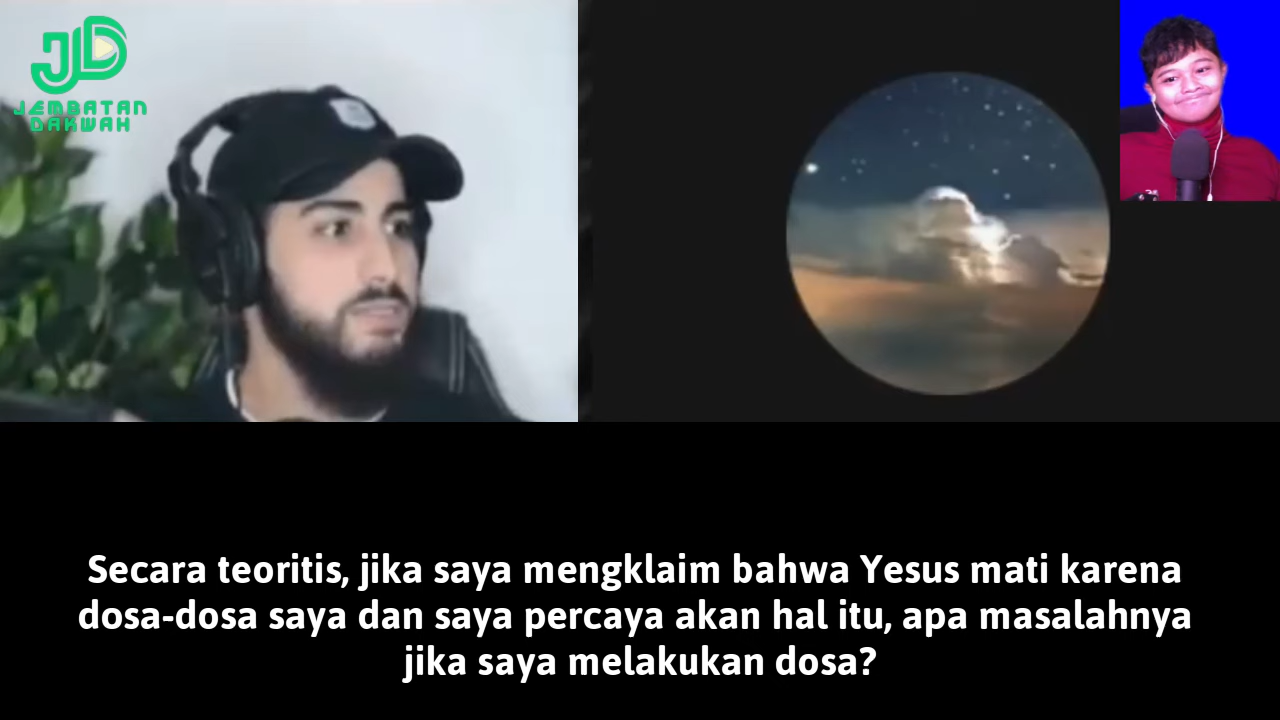 JEMBATAN
DAKWAH
Secara teoritis, jika saya mengklaim bahwa Yesus mati karena
dosa-dosa saya dan saya percaya akan hal itu, apa masalahnya
jika saya melakukan dosa?